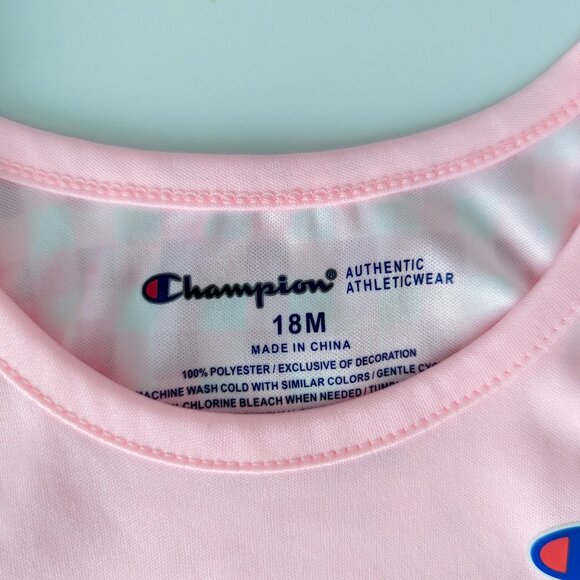 Champion® AUTHENTIC ATHLETICWEAR
18M
MADE IN CHINA
100% POLYESTER / EXCLUSIVE OF DECORATION
MACHINE WASH COLD WITH SIMILAR COLORS / GENTLE
CHLORINE BLEACH WHEN NEEDED /